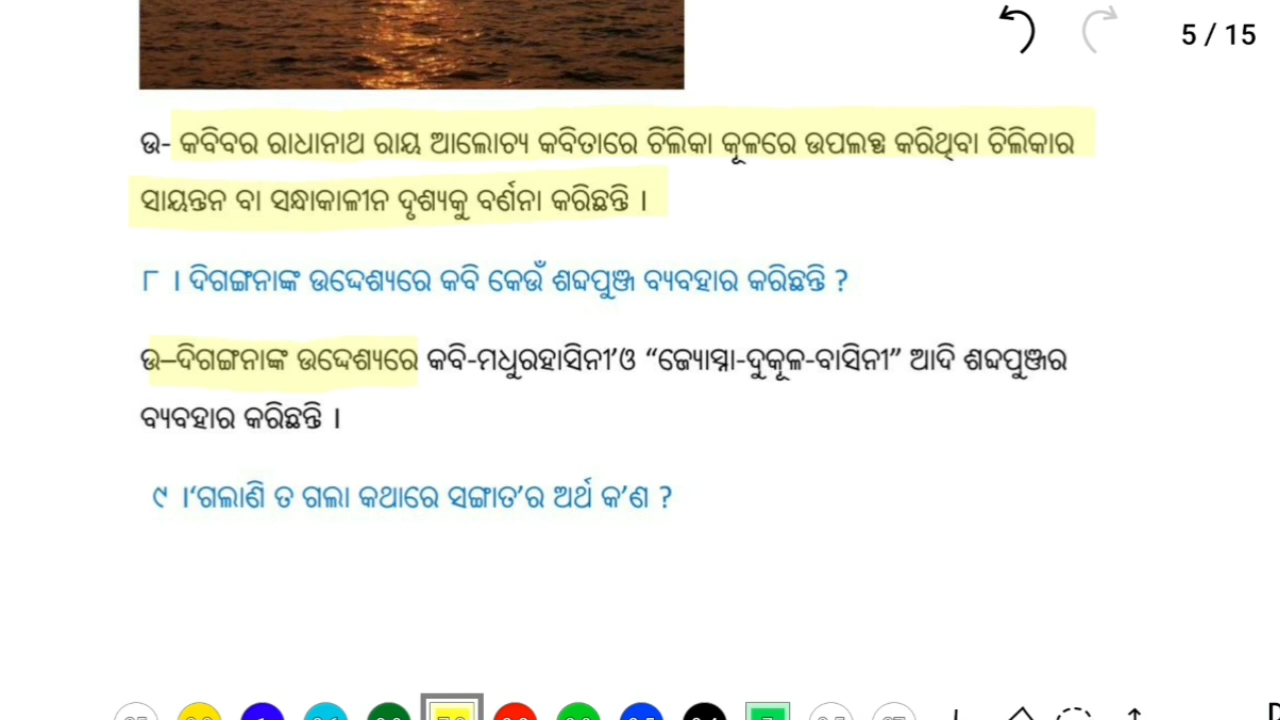 5 / 15
ଉ- କବିବର ରାଧାନାଥ ରାୟ ଆଲୋଚ୍ୟ କବିତାରେ ଚିଲିକା କୂଳରେ ଉପଲବ୍ଧ କରିଥିବା ଚିଲିକାର
ସାୟନ୍ତନ ବା ସନ୍ଧାକାଳୀନ ଦୃଶ୍ୟକୁ ବର୍ଣନା କରିଛନ୍ତି ।
୮ । ଦିଗଙ୍ଗନାଙ୍କ ଉଦ୍ଦେଶ୍ୟରେ କବି କେଉଁ ଶବ୍ଦପୁଞ୍ଜ ବ୍ୟବହାର କରିଛନ୍ତି ?
ଉ–ଦିଗଙ୍ଗନାଙ୍କ ଉଦ୍ଦେଶ୍ୟରେ କବି-ମଧୁରହାସିନୀ’ଓ “ଜ୍ୟୋସ୍ନା-ଦୁକୂଳ-ବାସିନୀ” ଆଦି ଶବ୍ଦପୁଞ୍ଜର
ବ୍ୟବହାର କରିଛନ୍ତି ।
୯ ।‘ଗଲାଣି ତ ଗଲା କଥାରେ ସଙ୍ଗାତ’ର ଅର୍ଥ କ’ଣ ?